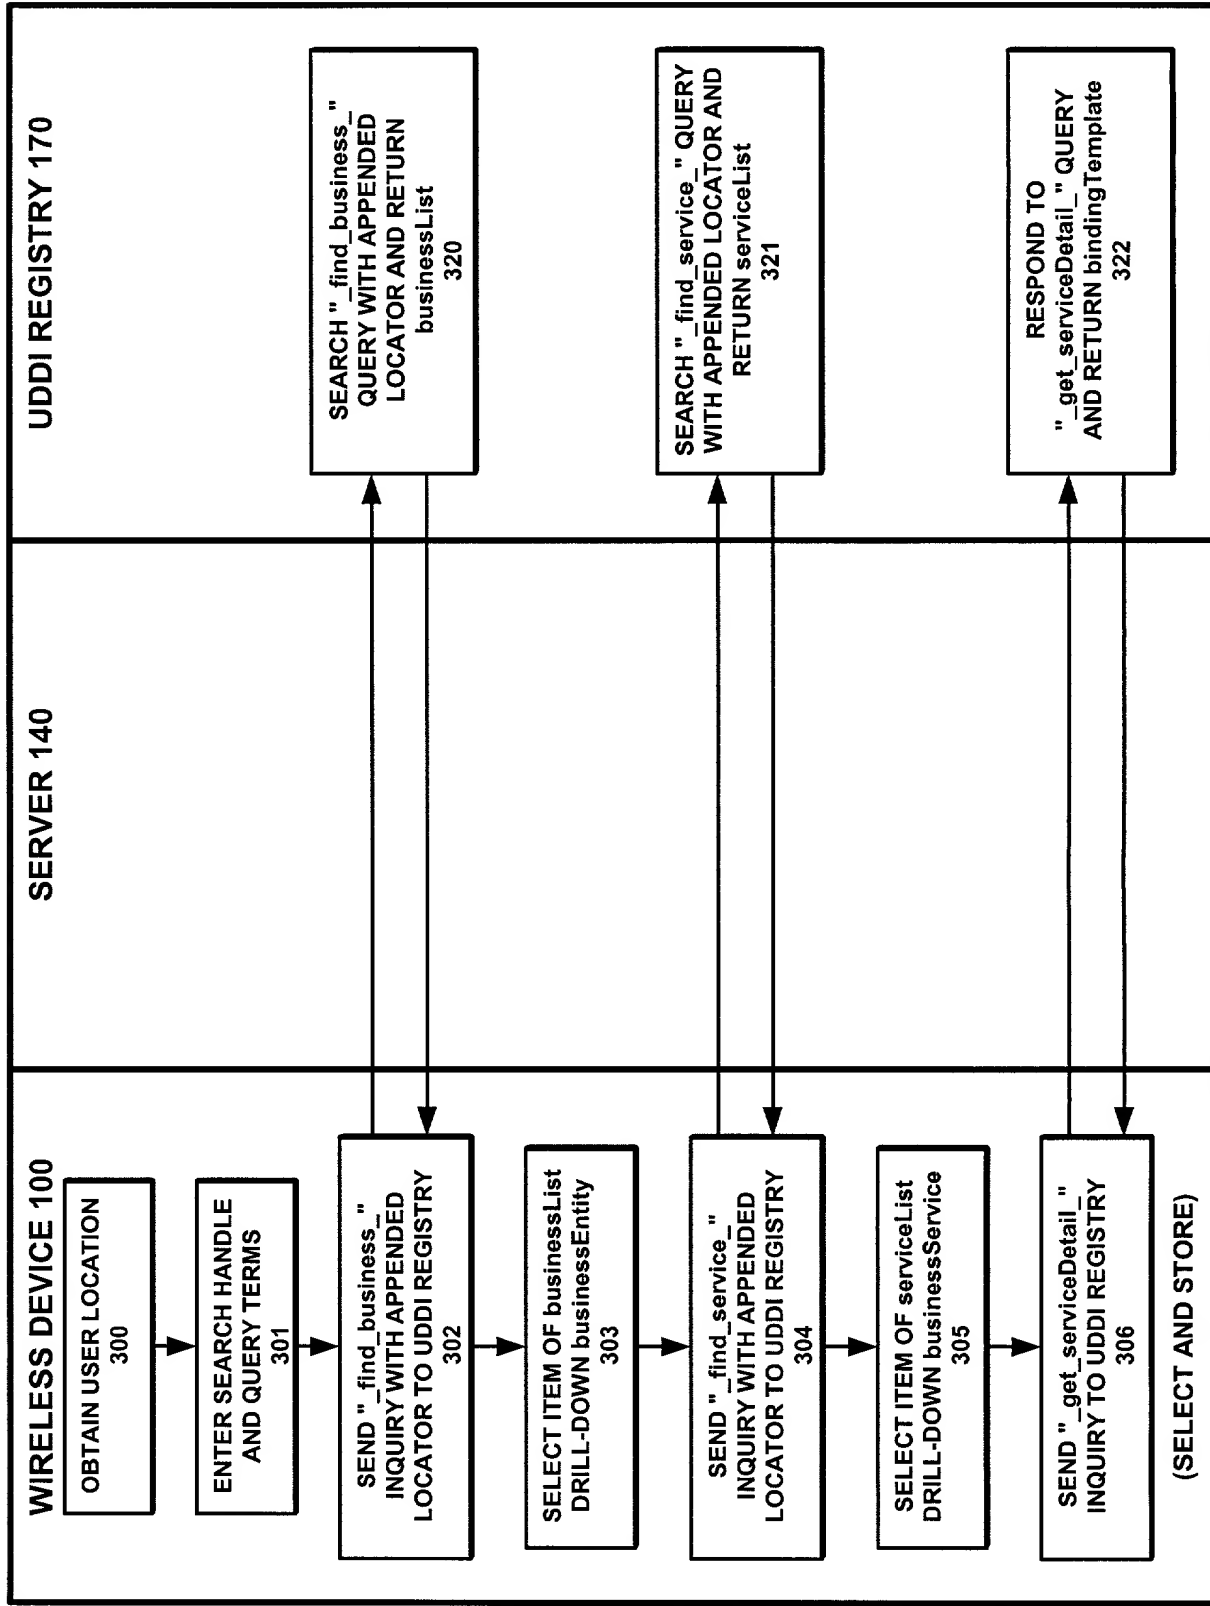 WIRELESS DEVICE 100
OBTAIN USER LOCATION
300
ENTER SEARCH HANDLE
AND QUERY TERMS
301
SEND "_find_business_"
INQUIRY WITH APPENDED
LOCATOR TO UDDI REGISTRY
302
SELECT ITEM OF businessList
DRILL-DOWN businessEntity
303
SEND "_find_service_"
INQUIRY WITH APPENDED
LOCATOR TO UDDI REGISTRY
304
SELECT ITEM OF serviceList
DRILL-DOWN businessService
305
SEND "_get_serviceDetail_"
INQUIRY TO UDDI REGISTRY
306
(SELECT AND STORE)
SERVER 140
UDDI REGISTRY 170
SEARCH "_find_business_"
QUERY WITH APPENDED
LOCATOR AND RETURN
businessList
320
SEARCH "_find_service_" QUERY
WITH APPENDED LOCATOR AND
RETURN serviceList
321
RESPOND TO
"_get_serviceDetail_" QUERY
AND RETURN bindingTemplate
322